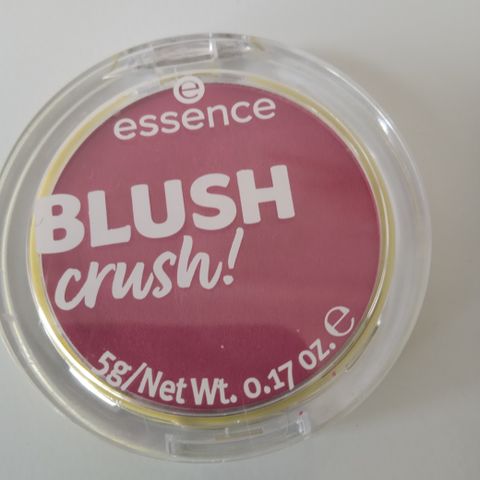 e
essence
BLUSH
crush!
5g/Net Wt. 0.17 oz. ℮